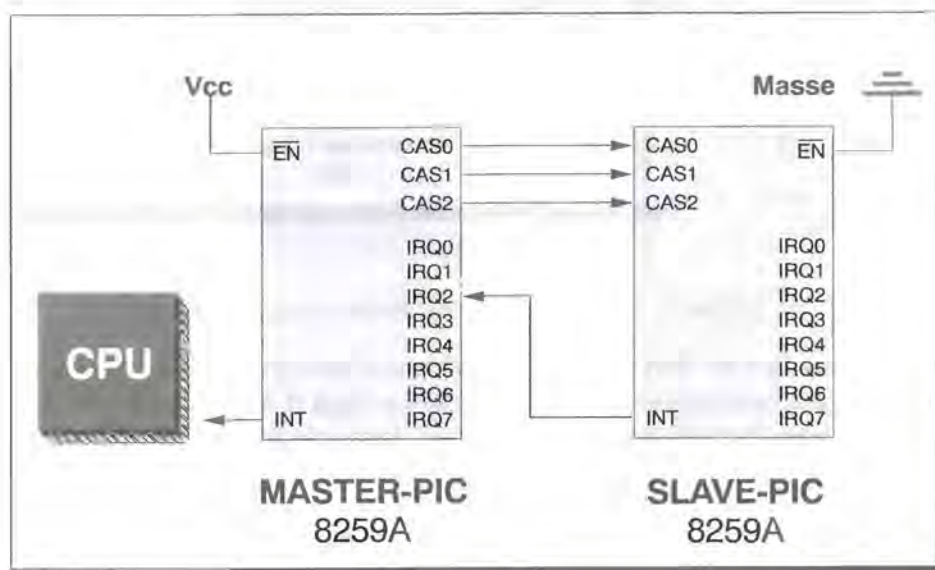 Vcc
Masse
EN
CAS0
CAS1
CAS2
IRQ0
IRQ1
IRQ2
IRQ3
IRQ4
IRQ5
IRQ6
IRQ7
INT
CAS0
CAS1
CAS2
EN
IRQ0
IRQ1
IRQ2
IRQ3
IRQ4
IRQ5
IRQ6
IRQ7
INT
CPU
MASTER-PIC
8259A
SLAVE-PIC
8259A